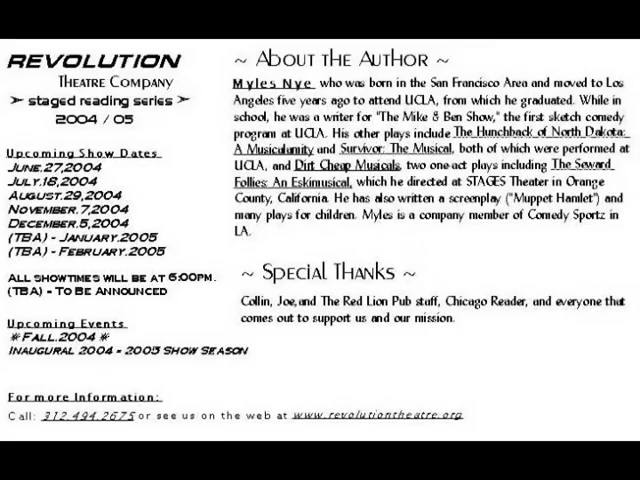 REVOLUTION
THEATRE COMPANY
➢ STAGED READING SERIES ➢
2004 / 05
Upcoming Show Dates
JUNE.27,2004
JULY.18,2004
AUGUST.29,2004
NOVEMBER.7,2004
DECEMBER.5,2004
(TBA) - JANUARY.2005
(TBA) - FEBRUARY.2005
ALL SHOWTIMES WILL BE AT 6:00PM.
(TBA) - TO BE ANNOUNCED
Upcoming Events
* FALL.2004 *
INAUGURAL 2004 - 2005 SHOW SEASON
~ ABOUT THE AUTHOR ~
Myles Nye who was born in the San Francisco Area and moved to Los
Angeles five years ago to attend UCLA, from which he graduated. While in
school, he was a writer for "The Mike & Ben Show," the first sketch comedy
program at UCLA. His other plays include The Hunchback of North Dakota:
A Musicalumity and Survivor: The Musical, both of which were performed at
UCLA, and Dirt Cheap Musicals, two one-act plays including The Seward
Follies: An Eskimusical, which he directed at STAGES Theater in Orange
County, California. He has also written a screenplay ("Muppet Hamlet") and
many plays for children. Myles is a company member of Comedy Sportz in
LA.
~ SPECIAL THANKS ~
Collin, Joe,and The Red Lion Pub staff, Chicago Reader, and everyone that
comes out to support us and our mission.
For more Information:
Call: 312.494.2675 or see us on the web at www.revolutiontheatre.org